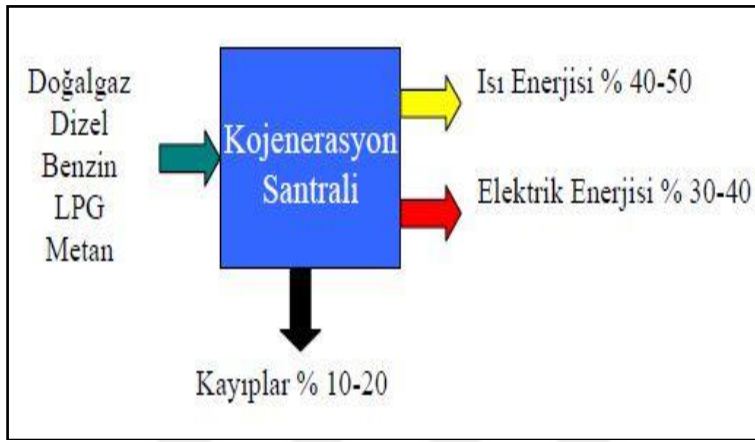 Doğalgaz
Dizel
Benzin
LPG
Metan
Kojenerasyon
Santrali
Isı Enerjisi % 40-50
Elektrik Enerjisi % 30-40
Kayıplar % 10-20